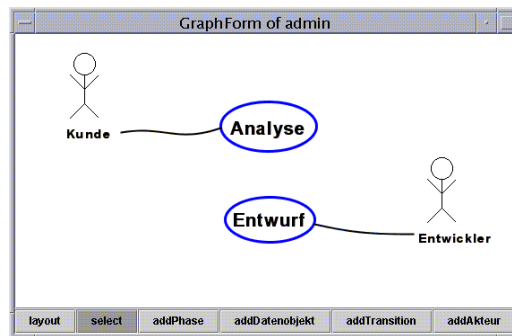 GraphForm of admin
Kunde
Analyse
Entwurf
Entwickler
layout select addPhase addDatenobjekt addTransition addAkteur